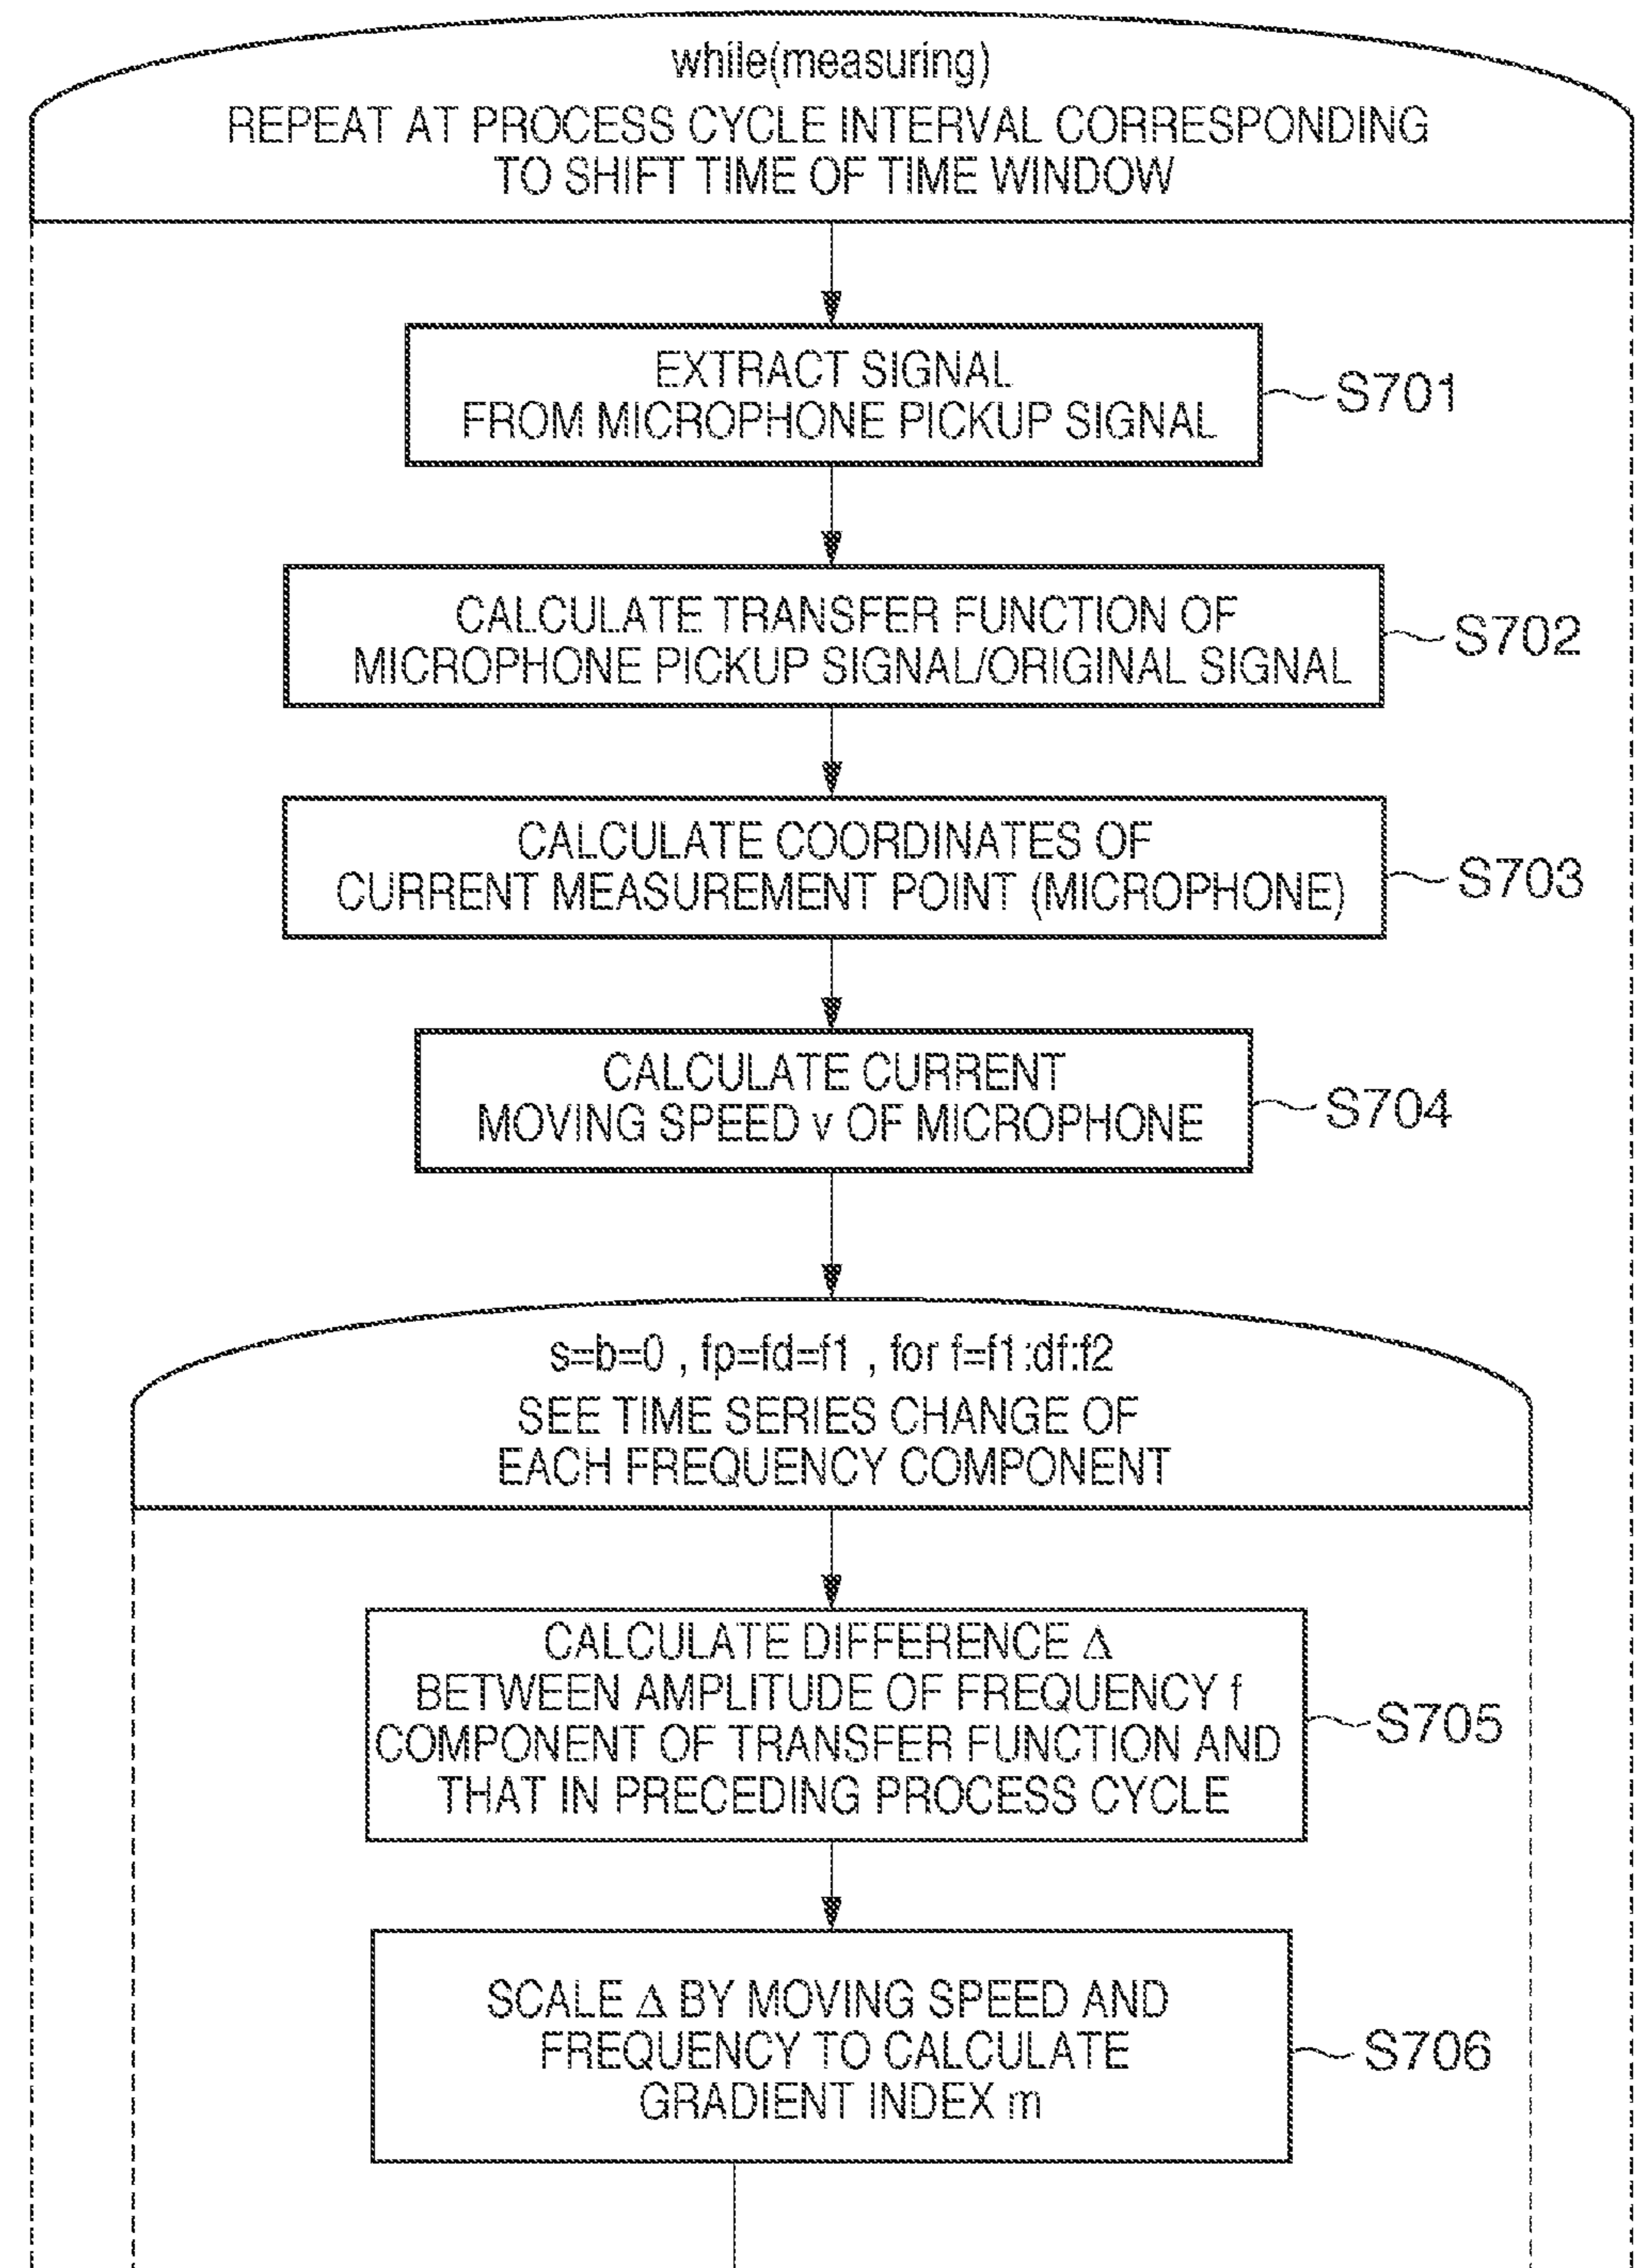 while(measuring)
REPEAT AT PROCESS CYCLE INTERVAL CORRESPONDING
TO SHIFT TIME OF TIME WINDOW
EXTRACT SIGNAL
FROM MICROPHONE PICKUP SIGNAL
S701
CALCULATE TRANSFER FUNCTION OF
MICROPHONE PICKUP SIGNAL/ORIGINAL SIGNAL
S702
CALCULATE COORDINATES OF
CURRENT MEASUREMENT POINT (MICROPHONE)
S703
CALCULATE CURRENT
MOVING SPEED v OF MICROPHONE
S704
s=b=0 , fp=fd=f1 , for f=f1:df:f2
SEE TIME SERIES CHANGE OF
EACH FREQUENCY COMPONENT
CALCULATE DIFFERENCE Δ
BETWEEN AMPLITUDE OF FREQUENCY f
COMPONENT OF TRANSFER FUNCTION AND
THAT IN PRECEDING PROCESS CYCLE
S705
SCALE Δ BY MOVING SPEED AND
FREQUENCY TO CALCULATE
GRADIENT INDEX m
S706